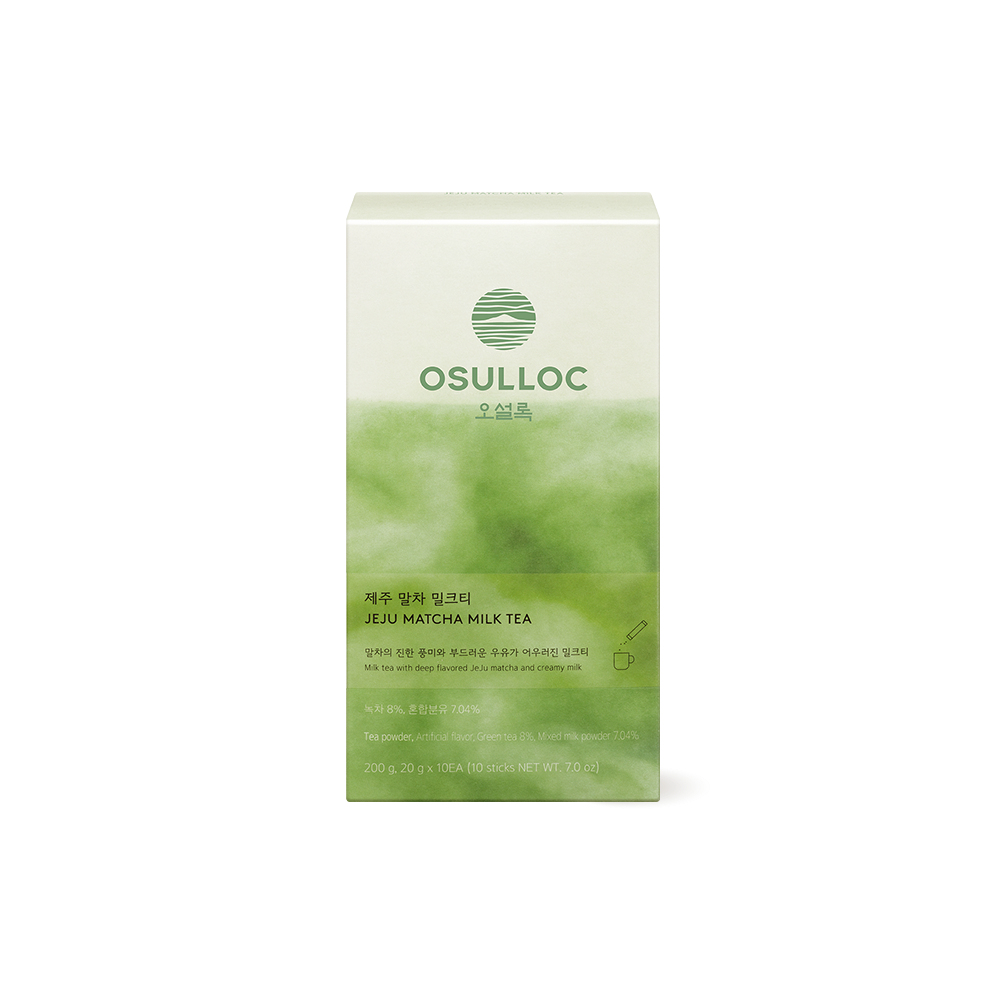 JEJU MATCHA MILK TEA
OSULLOC
오설록
제주 말차 밀크티
JEJU MATCHA MILK TEA
말차의 진한 풍미와 부드러운 우유가 어우러진 밀크티
Milk tea with deep flavored JeJu matcha and creamy milk
녹차 8%, 혼합분유 7.04%
Tea powder, Artificial flavor, Green tea 8%, Mixed milk powder 7.04%
200 g, 20 g x 10EA (10 sticks NET WT. 7.0 oz)